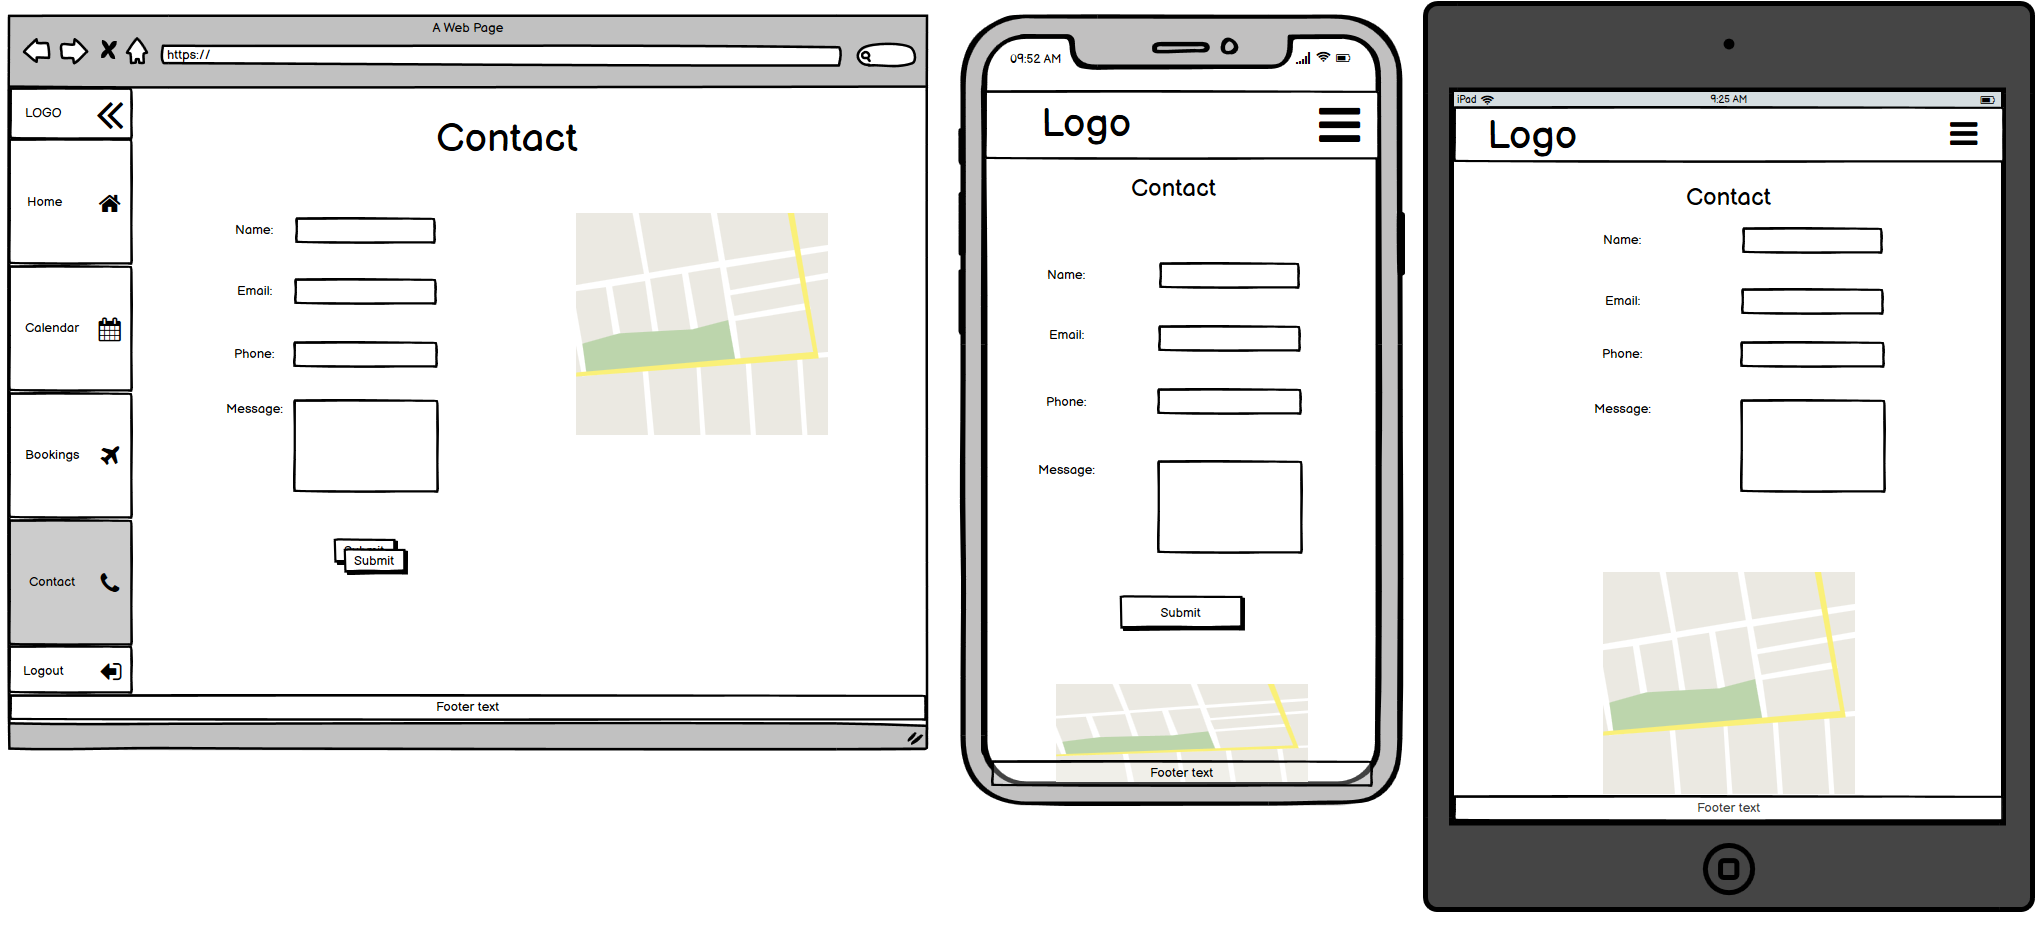 A Web Page
https://
LOGO
Home
Calendar
Bookings
Contact
Logout
Contact
Name:
Email:
Phone:
Message:
Submit
Submit
Footer text
09:52 AM
Logo
Contact
Name:
Email:
Phone:
Message:
Submit
Footer text
iPad
9:25 AM
Logo
Contact
Name:
Email:
Phone:
Message:
Footer text